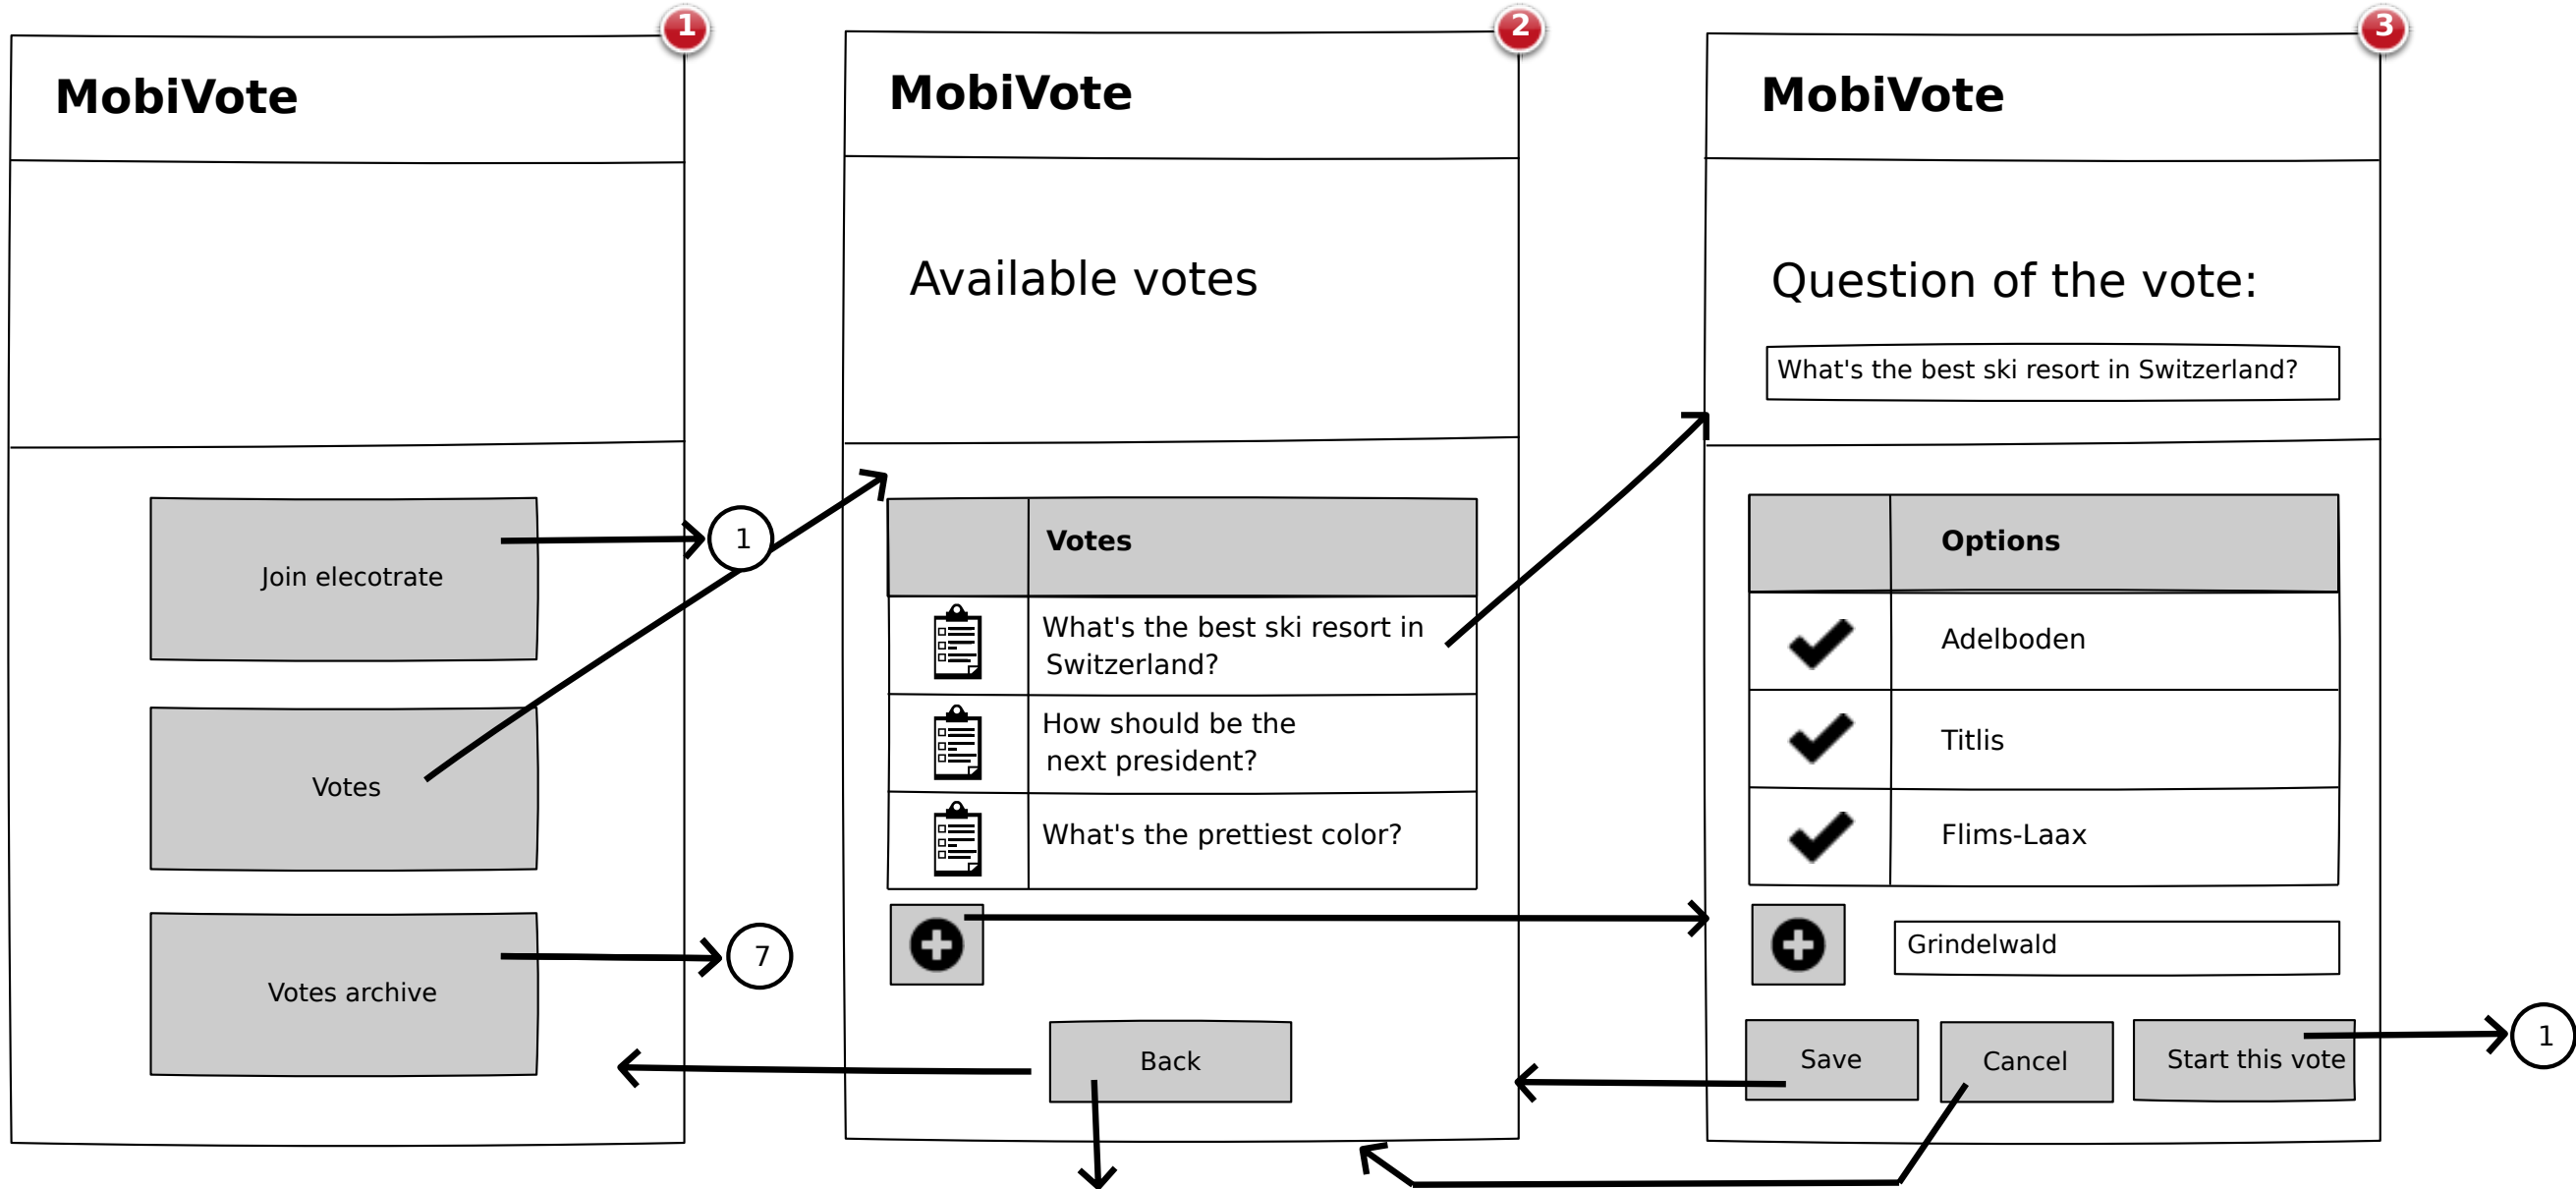 1
MobiVote
Join elecotrate
1
Votes
Votes archive
7
2
MobiVote
Available votes
Votes
What's the best ski resort in
Switzerland?
How should be the
next president?
What's the prettiest color?
Back
3
MobiVote
Question of the vote:
What's the best ski resort in Switzerland?
Options
Adelboden
Titlis
Flims-Laax
Grindelwald
Save
Cancel
Start this vote
1